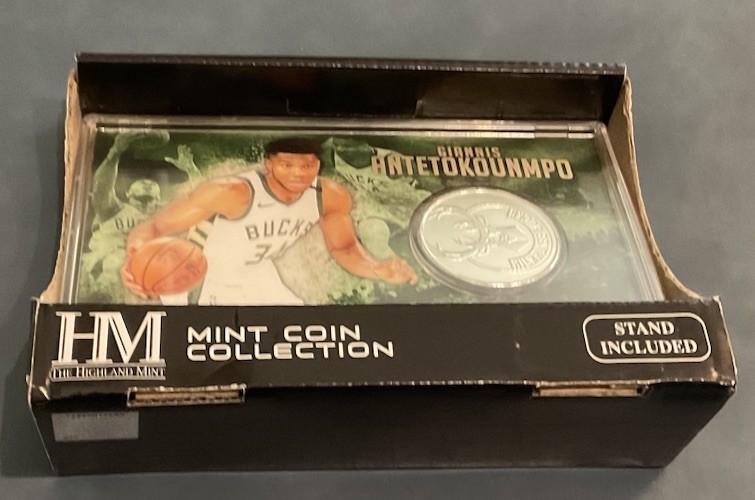 GIANNIS
ANTETOKOUNMPO
BUCKS
34
HM
THE HIGHLAND MINT
MINT COIN
COLLECTION
STAND
INCLUDED